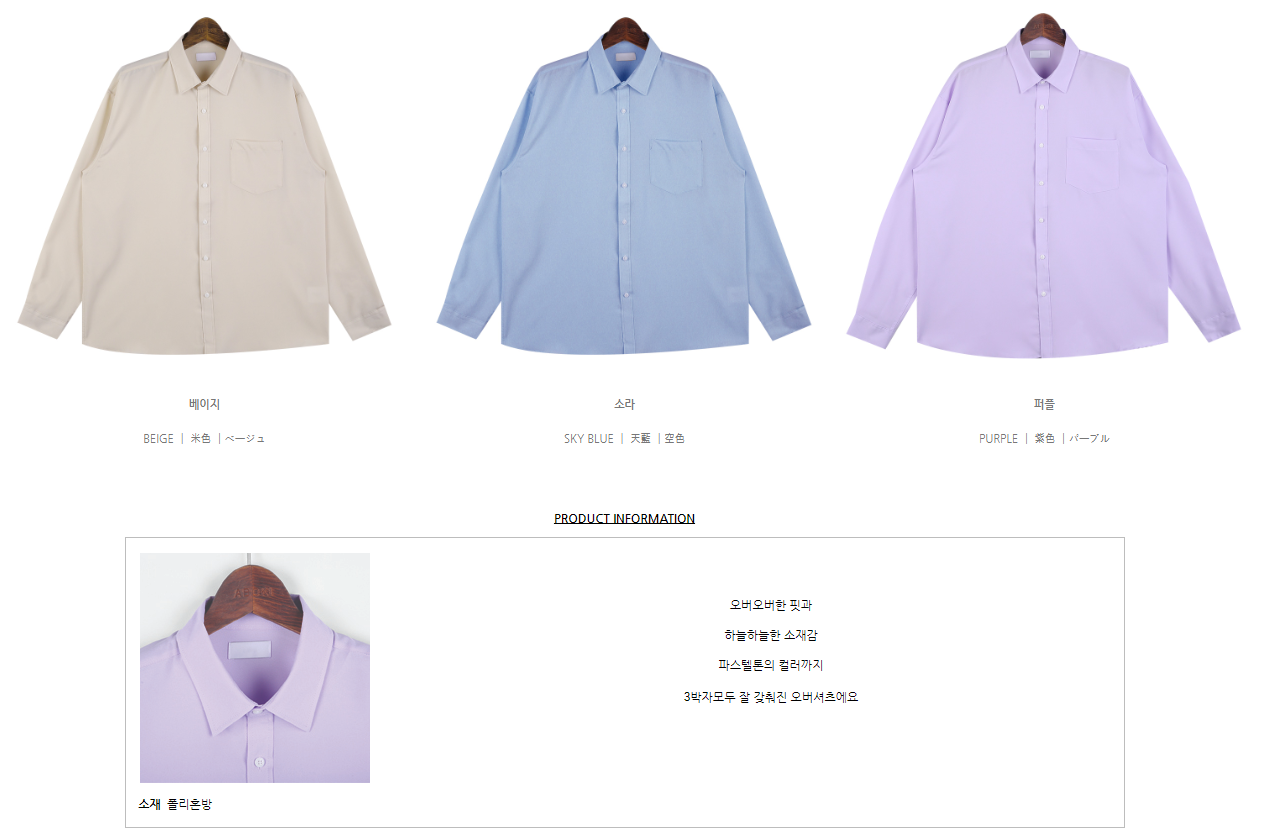 베이지
소라
퍼플
BEIGE | 米色 | ベージュ
SKY BLUE | 天藍 | 空色
PURPLE | 紫色 | パープル
PRODUCT INFORMATION
오버오버한 핏과
하늘하늘한 소재감
파스텔톤의 컬러까지
3박자모두 잘 갖춰진 오버셔츠에요
소재 폴리혼방